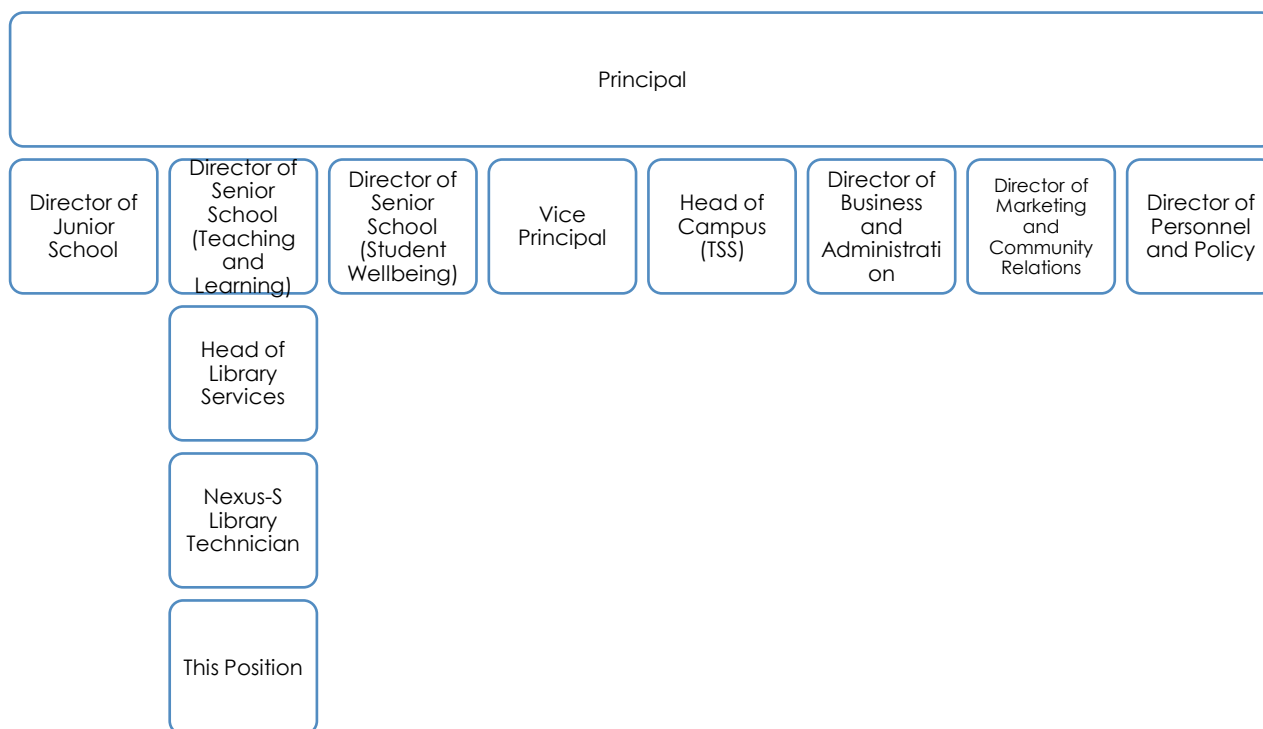 Principal
Director of
Junior
School
Director of
Senior
School
(Teaching
and
Learning)
Director of
Senior
School
(Student
Wellbeing)
Vice
Principal
Head of
Campus
(TSS)
Director of
Business
and
Administrati
on
Director of
Marketing
and
Community
Relations
Director of
Personnel
and Policy
Head of
Library
Services
Nexus-S
Library
Technician
This Position